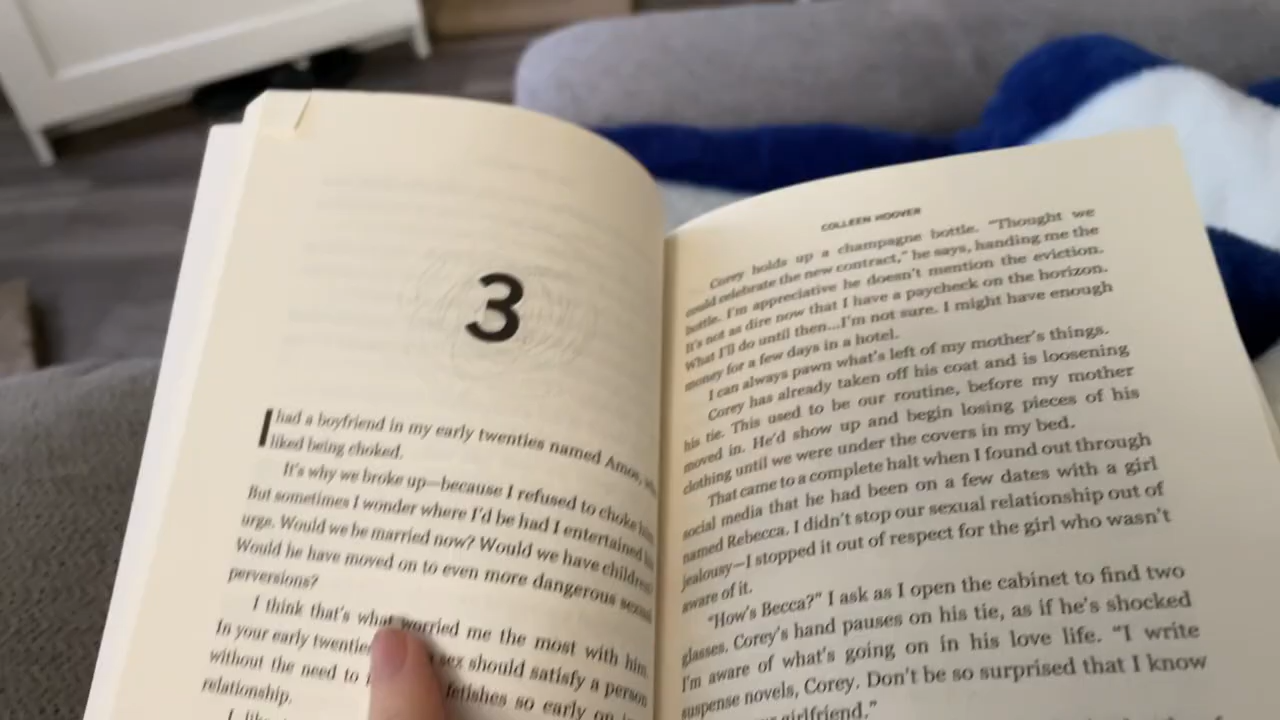 3
I had a boyfriend in my early twenties named Amos,
liked being choked.
It's why we broke up—because I refused to choke
But sometimes I wonder where I'd be had I entertained
urge. Would we be married now? Would we have children?
Would he have moved on to even more dangerous sexual
perversions?
I think that's what worried me the most with him.
In your early twenties, sex should satisfy a person
without the need to fetishes so early on in
relationship.
COLLEEN HOOVER
Corey holds up a champagne bottle. "Thought we
could celebrate the new contract," he says, handing me the
bottle. I'm appreciative he doesn't mention the eviction.
It's not as dire now that I have a paycheck on the horizon.
What I'll do until then...I'm not sure. I might have enough
money for a few days in a hotel.
I can always pawn what's left of my mother's things.
Corey has already taken off his coat and is loosening
his tie. This used to be our routine, before my mother
moved in. He'd show up and begin losing pieces of his
clothing until we were under the covers in my bed.
That came to a complete halt when I found out through
social media that he had been on a few dates with a girl
named Rebecca. I didn't stop our sexual relationship out of
jealousy—I stopped it out of respect for the girl who wasn't
aware of it.
"How's Becca?" I ask as I open the cabinet to find two
glasses. Corey's hand pauses on his tie, as if he's shocked
I'm aware of what's going on in his love life. "I write
suspense novels, Corey. Don't be so surprised that I know
girlfriend."